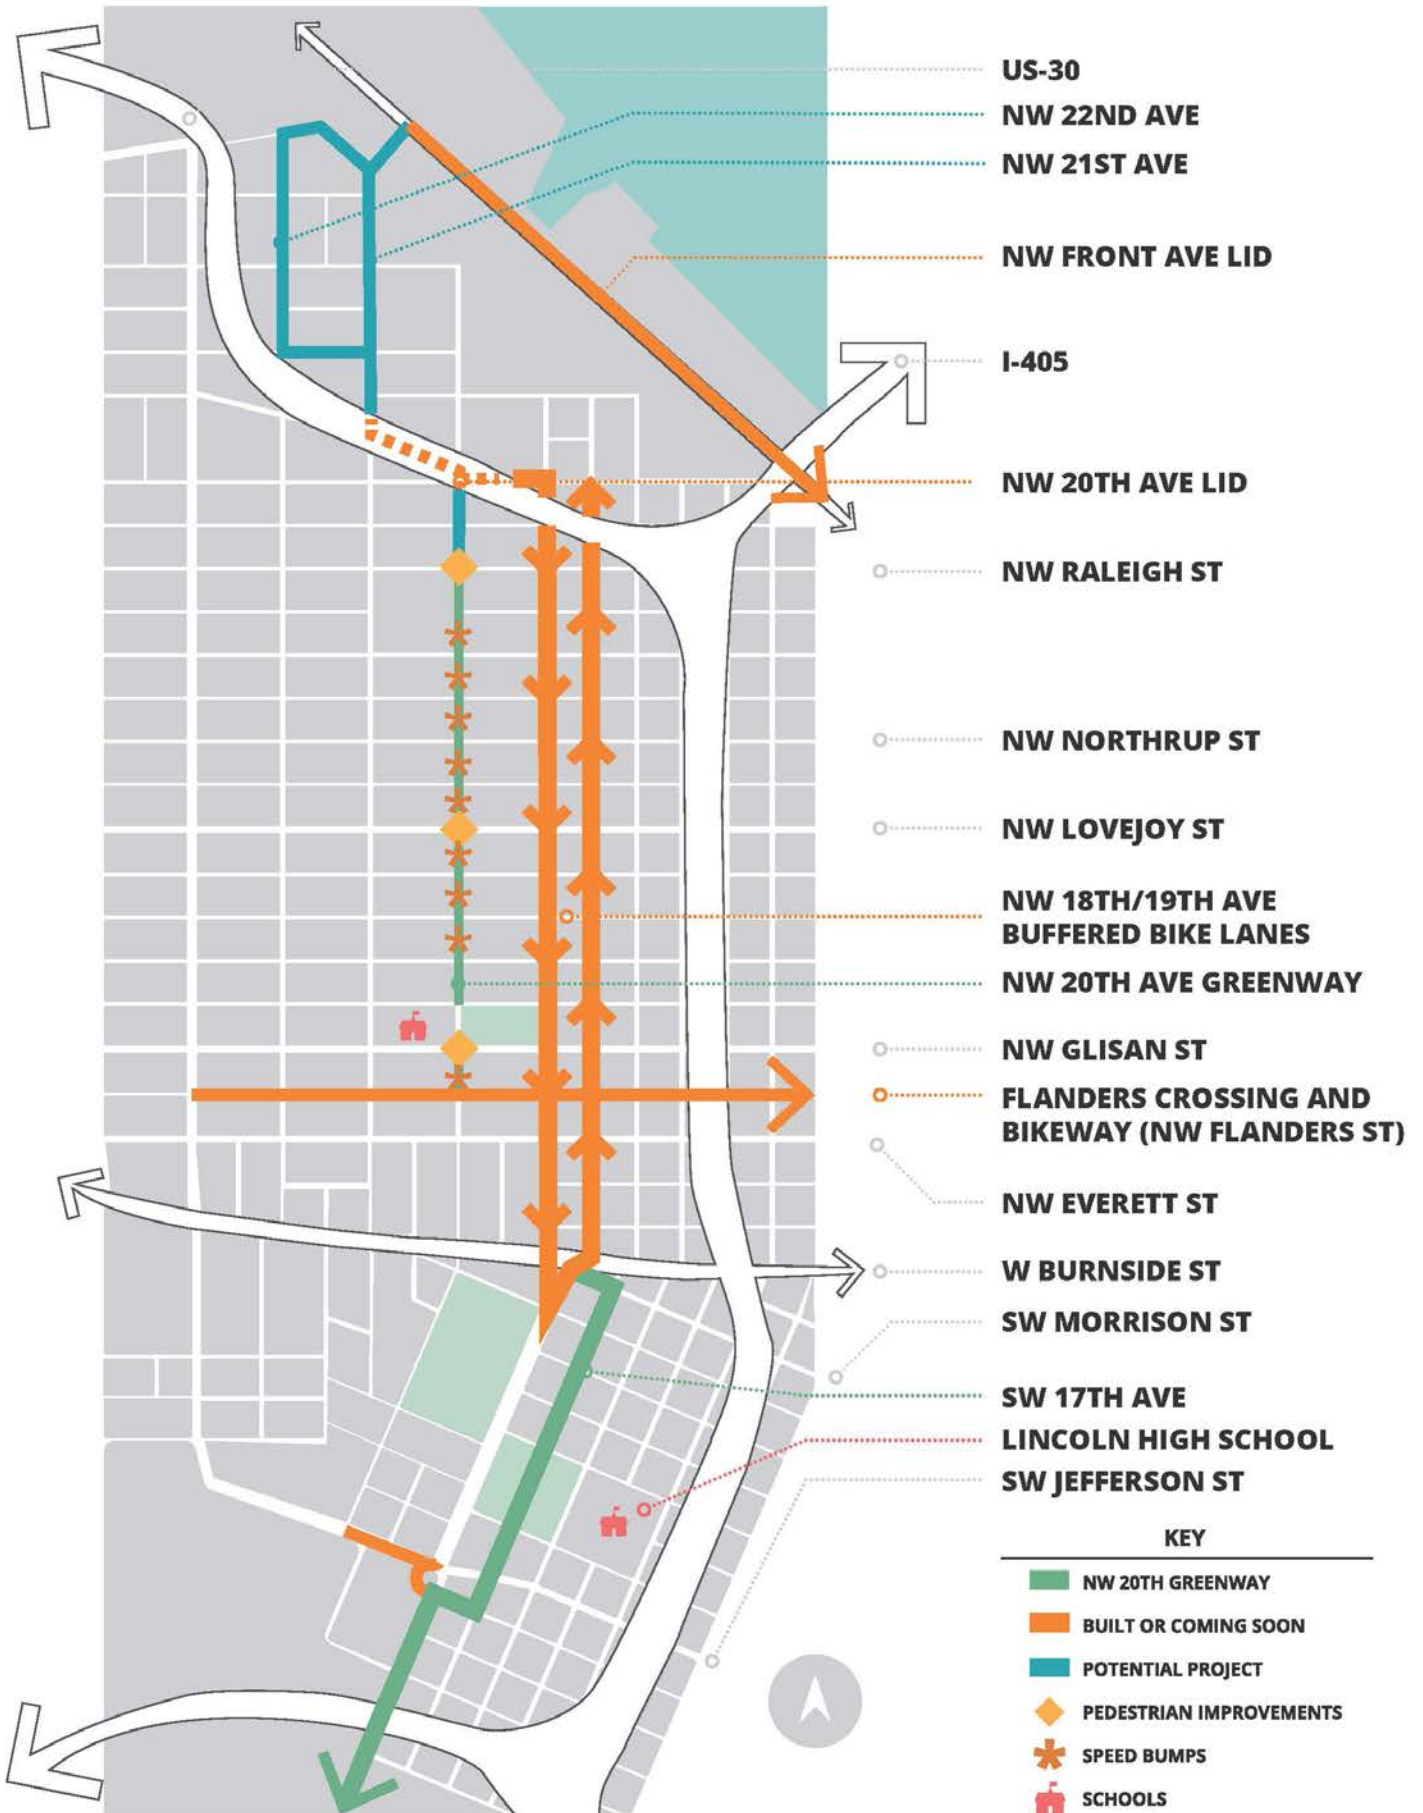 US-30
NW 22ND AVE
NW 21ST AVE
NW FRONT AVE LID
I-405
NW 20TH AVE LID
NW RALEIGH ST
NW NORTHRUP ST
NW LOVEJOY ST
NW 18TH/19TH AVE
BUFFERED BIKE LANES
NW 20TH AVE GREENWAY
NW GLISAN ST
FLANDERS CROSSING AND
BIKEWAY (NW FLANDERS ST)
NW EVERETT ST
W BURNSIDE ST
SW MORRISON ST
SW 17TH AVE
LINCOLN HIGH SCHOOL
SW JEFFERSON ST
KEY
NW 20TH GREENWAY
BUILT OR COMING SOON
POTENTIAL PROJECT
PEDESTRIAN IMPROVEMENTS
SPEED BUMPS
SCHOOLS